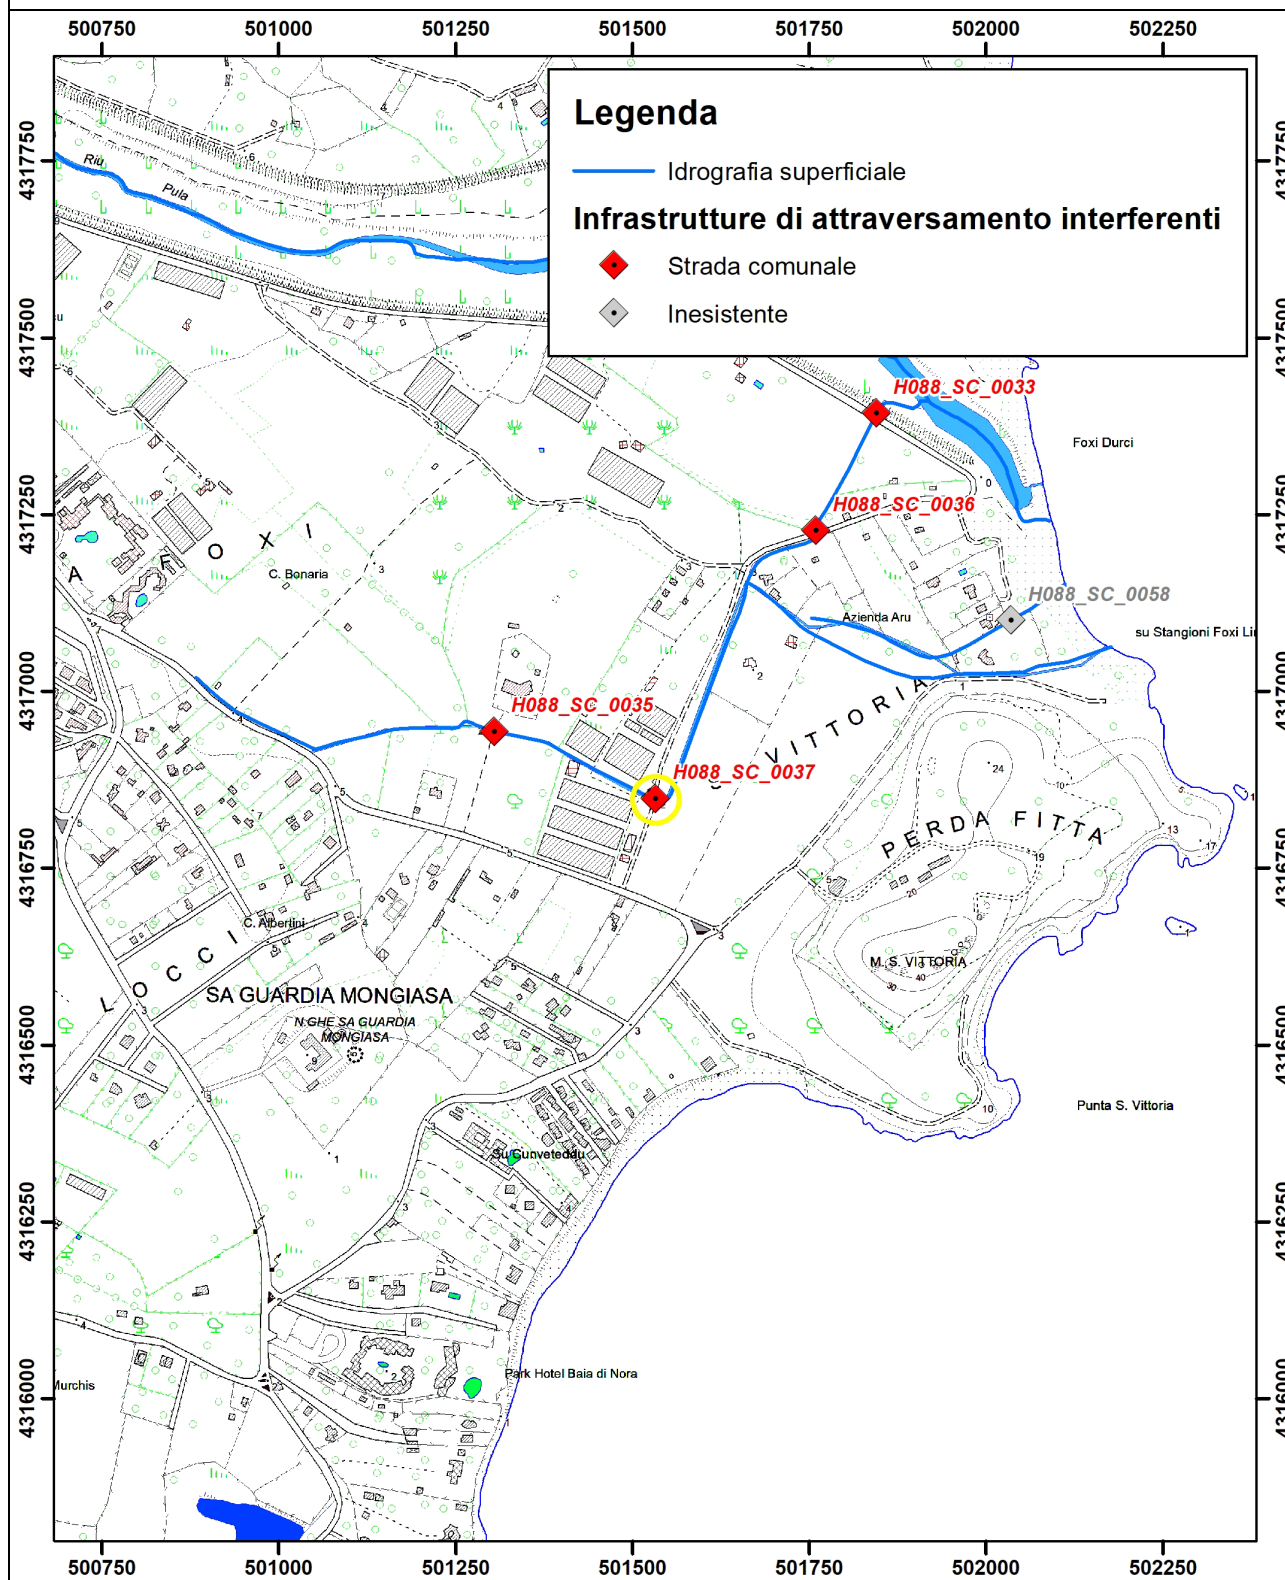 500750 501000 501250 501500 501750 502000 502250
Legenda
Idrografia superficiale
Infrastrutture di attraversamento interferenti
Strada comunale
Inesistente
4317750
4317500
4317250
4317000
4316750
4316500
4316250
4316000
Riu
Pula
H088_SC_0033
Foxi Durci
H088_SC_0036
A F O X I
C. Bonaria
H088_SC_0058
Azienda Aru
su Stangioni Foxi Li
H088_SC_0035
VITTORIA
H088_SC_0037
PERDA FITTA
C. Albertini
LOCCI
M. S. VITTORIA
SA GUARDIA MONGIASA
N.GHE SA GUARDIA
MONGIASA
Punta S. Vittoria
Su Gunveteddu
Park Hotel Baia di Nora
Murchis
500750 501000 501250 501500 501750 502000 502250